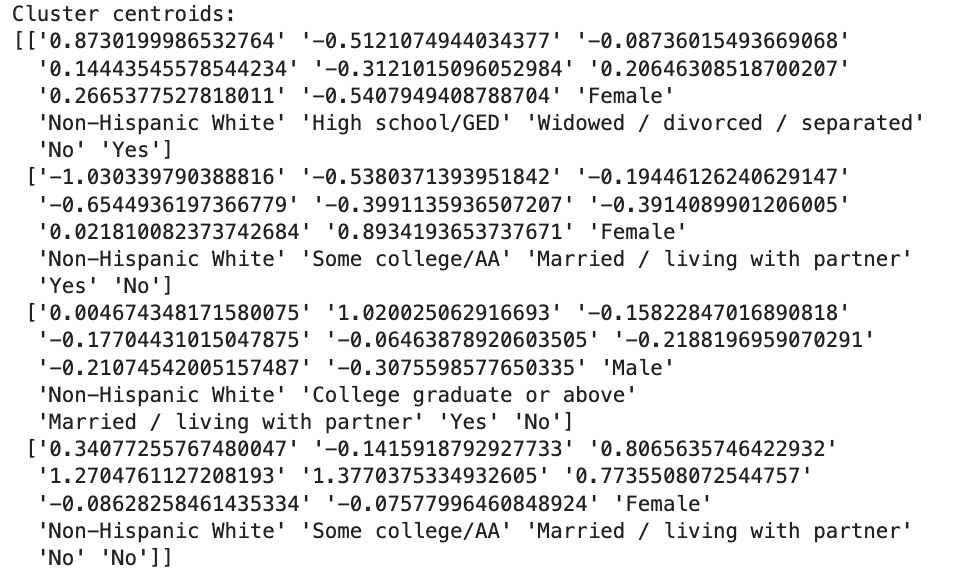 Cluster centroids:
[['0.8730199986532764' '-0.5121074944034377' '-0.08736015493669068'
'0.14443545578544234' '-0.3121015096052984' '0.20646308518700207'
'0.2665377527818011' '-0.5407949408788704' 'Female'
'Non-Hispanic White' 'High school/GED' 'Widowed / divorced / separated'
'No' 'Yes']
['-1.030339790388816' '-0.5380371393951842' '-0.19446126240629147'
'-0.6544936197366779' '-0.3991135936507207' '-0.3914089901206005'
'0.021810082373742684' '0.8934193653737671' 'Female'
'Non-Hispanic White' 'Some college/AA' 'Married / living with partner'
'Yes' 'No']
['0.004674348171580075' '1.020025062916693' '-0.15822847016890818'
'-0.17704431015047875' '-0.06463878920603505' '-0.2188196959070291'
'-0.21074542005157487' '-0.3075598577650335' 'Male'
'Non-Hispanic White' 'College graduate or above'
'Married / living with partner' 'Yes' 'No']
['0.34077255767480047' '-0.1415918792927733' '0.8065635746422932'
'1.2704761127208193' '1.3770375334932605' '0.7735508072544757'
'-0.08628258461435334' '-0.07577996460848924' 'Female'
'Non-Hispanic White' 'Some college/AA' 'Married / living with partner'
'No' 'No']]